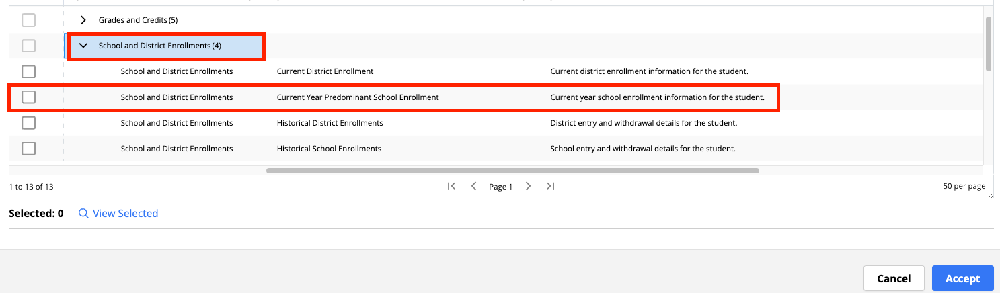 Grades and Credits (5)
School and District Enrollments (4)
School and District Enrollments Current District Enrollment Current district enrollment information for the student.
School and District Enrollments Current Year Predominant School Enrollment Current year school enrollment information for the student.
School and District Enrollments Historical District Enrollments District entry and withdrawal details for the student.
School and District Enrollments Historical School Enrollments School entry and withdrawal details for the student.
1 to 13 of 13 Page 1 50 per page
Selected: 0 View Selected
Cancel Accept